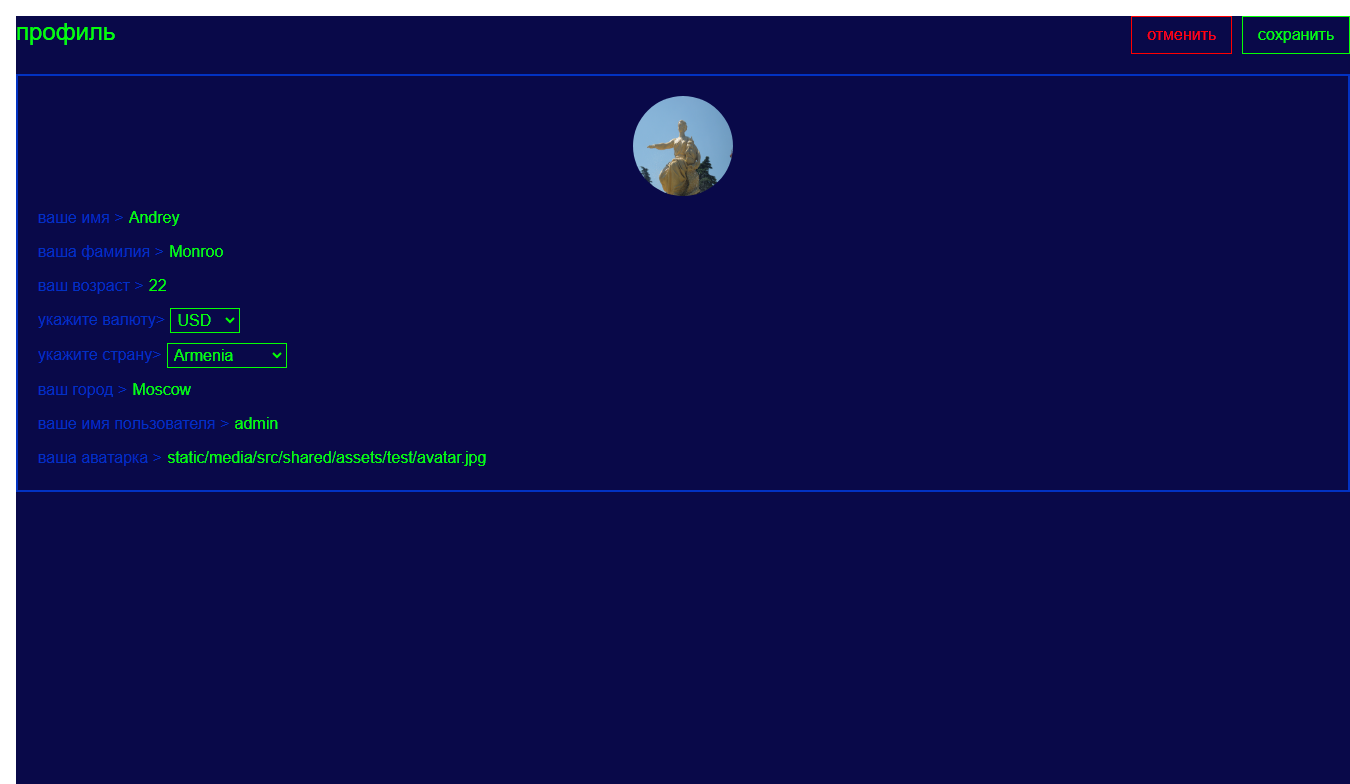 профиль
отменить
сохранить
ваше имя > Andrey
ваша фамилия > Monroo
ваш возраст > 22
укажите валюту> USD
укажите страну> Armenia
ваш город > Moscow
ваше имя пользователя > admin
ваша аватарка > static/media/src/shared/assets/test/avatar.jpg